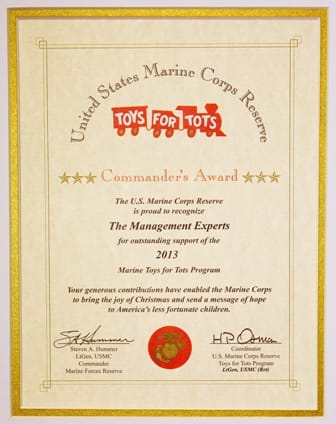 United States Marine Corps Reserve
TOYS FOR TOTS
Commander's Award
The U.S. Marine Corps Reserve
is proud to recognize
The Management Experts
for outstanding support of the
2013
Marine Toys for Tots Program
Your generous contributions have enabled the Marine Corps
to bring the joy of Christmas and send a message of hope
to America's less fortunate children.
Steven A. Hummer
LtGen, USMC
Commander
Marine Forces Reserve
Coordinator
U.S. Marine Corps Reserve
Toys for Tots Program
LtGen, USMC (Ret)